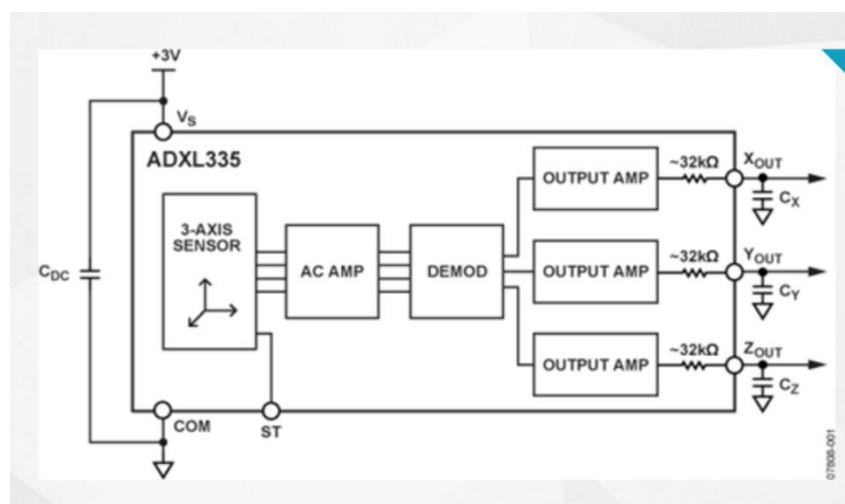 +3V
VS
ADXL335
3-AXIS
SENSOR
AC AMP
DEMOD
OUTPUT AMP
~32kΩ
XOUT
CX
OUTPUT AMP
~32kΩ
YOUT
CY
OUTPUT AMP
~32kΩ
ZOUT
CZ
CDC
COM
ST
07808-001